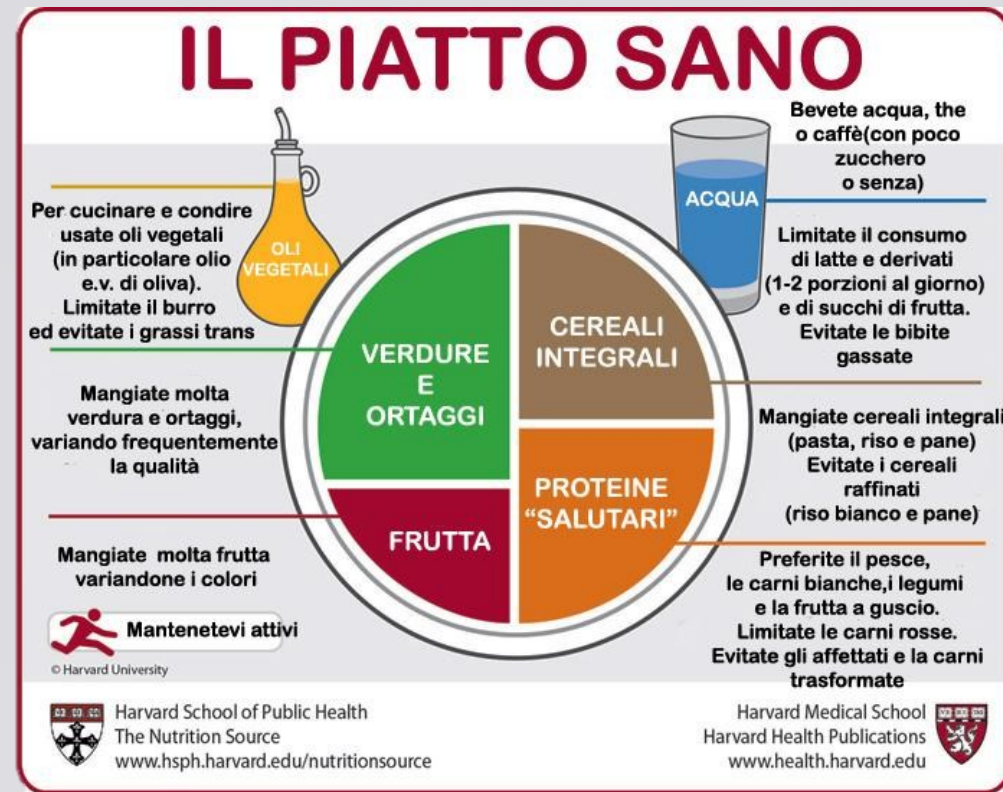 IL PIATTO SANO
Per cucinare e condire
usate oli vegetali
(in particolare olio
e.v. di oliva).
Limitate il burro
ed evitate i grassi trans
Mangiate molta
verdura e ortaggi,
variando frequentemente
la qualità
Mangiate molta frutta
variandone i colori
Mantenetevi attivi
© Harvard University
OLI
VEGETALI
VERDURE
E
ORTAGGI
FRUTTA
CEREALI
INTEGRALI
PROTEINE
“SALUTARI”
ACQUA
Bevete acqua, the
o caffè(con poco
zucchero
o senza)
Limitate il consumo
di latte e derivati
(1-2 porzioni al giorno)
e di succhi di frutta.
Evitate le bibite
gassate
Mangiate cereali integrali
(pasta, riso e pane)
Evitate i cereali
raffinati
(riso bianco e pane)
Preferite il pesce,
le carni bianche,i legumi
e la frutta a guscio.
Limitate le carni rosse.
Evitate gli affettati e la carni
trasformate
Harvard School of Public Health
The Nutrition Source
www.hsph.harvard.edu/nutritionsource
Harvard Medical School
Harvard Health Publications
www.health.harvard.edu